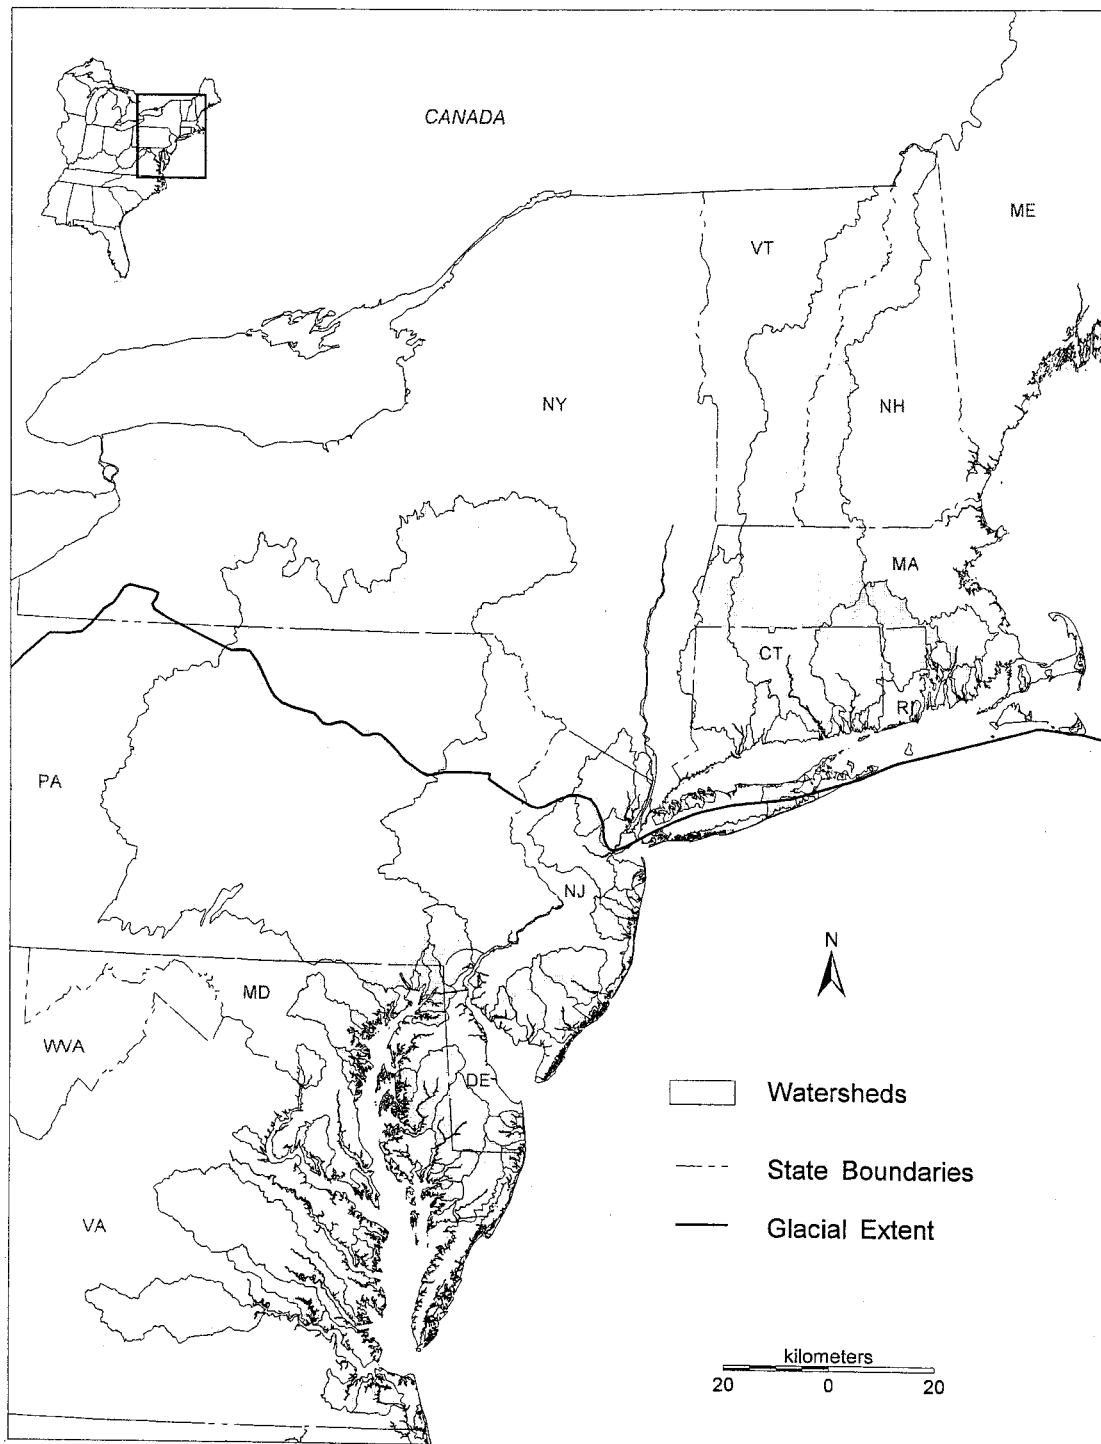 CANADA
ME
VT
NY
NH
MA
CT
RI
PA
NJ
N
MD
WVA
DE
Watersheds
State Boundaries
VA
Glacial Extent
kilometers
20 0 20